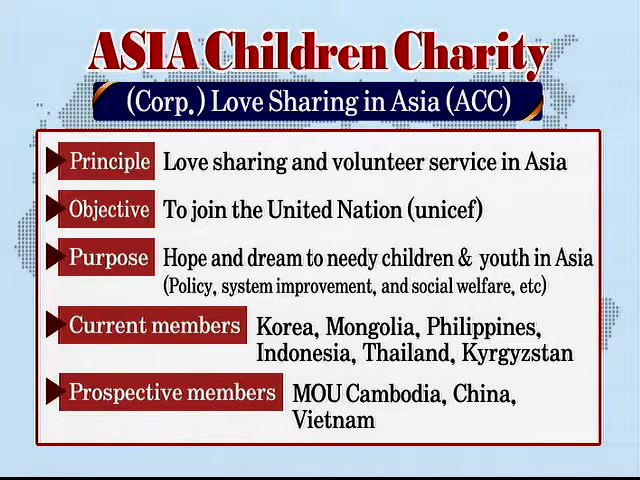 ASIA Children Charity
(Corp.) Love Sharing in Asia (ACC)
Principle Love sharing and volunteer service in Asia
Objective To join the United Nation (unicef)
Purpose Hope and dream to needy children & youth in Asia
(Policy, system improvement, and social welfare, etc)
Current members Korea, Mongolia, Philippines,
Indonesia, Thailand, Kyrgyzstan
Prospective members MOU Cambodia, China,
Vietnam